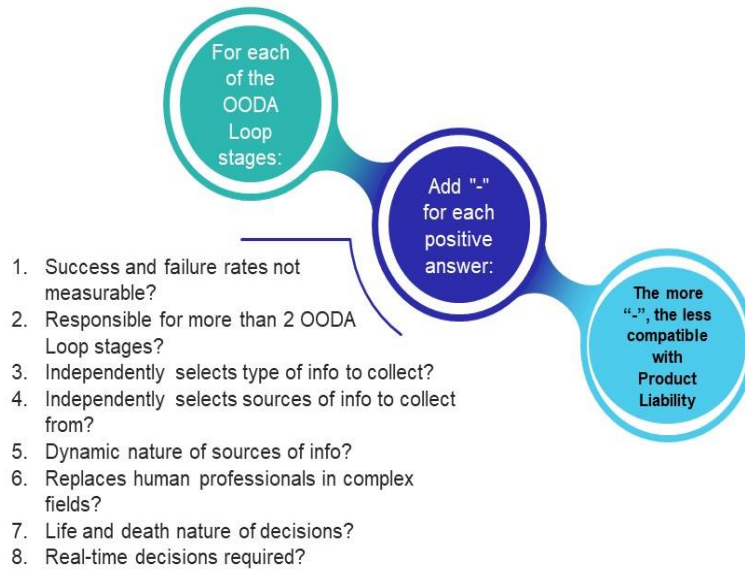 For each
of the
OODA
Loop
stages:
Add "-"
for each
positive
answer:
The more
“-”, the less
compatible
with
Product
Liability
1. Success and failure rates not
measurable?
2. Responsible for more than 2 OODA
Loop stages?
3. Independently selects type of info to collect?
4. Independently selects sources of info to collect
from?
5. Dynamic nature of sources of info?
6. Replaces human professionals in complex
fields?
7. Life and death nature of decisions?
8. Real-time decisions required?